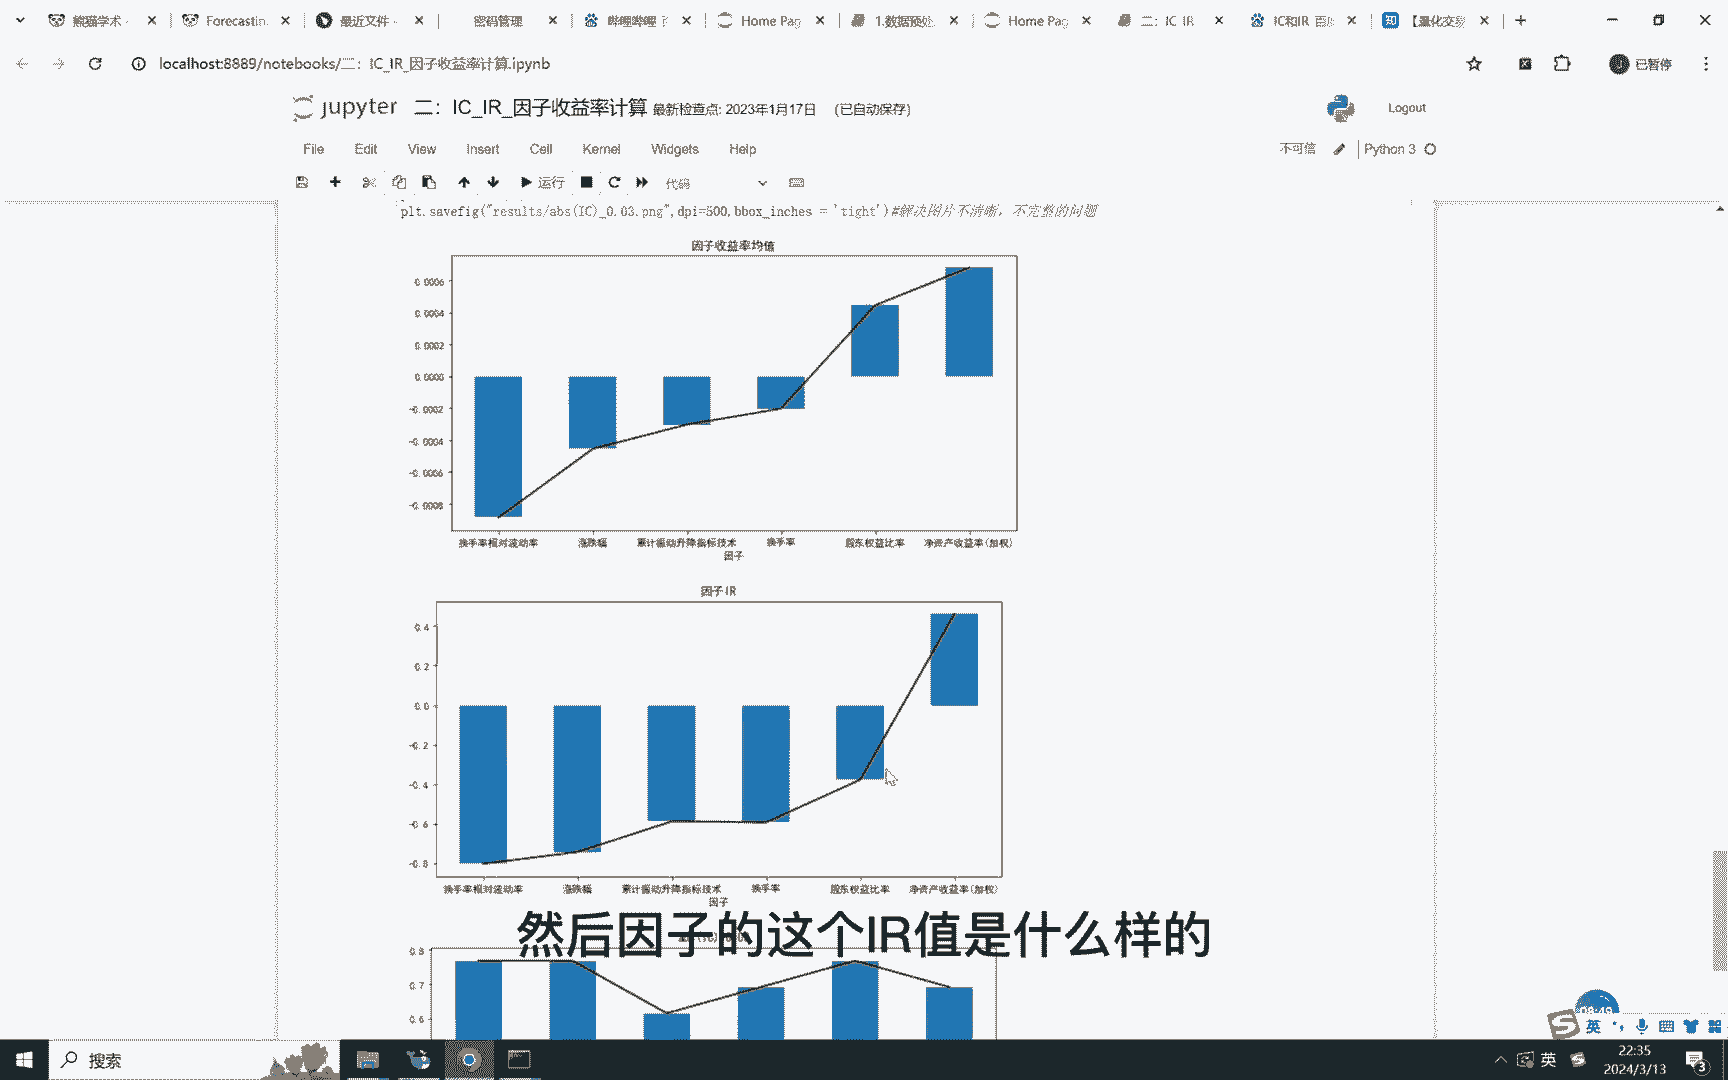 熊猫学术 -
Forecasting
最近文件 -
密码管理
哔哩哔哩
Home Pag
1.数据预处
Home Pag
二：IC_IR
IC和IR_百度
【量化交易
localhost:8889/notebooks/二：IC_IR_因子收益率计算.ipynb
已暂停
jupyter 二：IC_IR_因子收益率计算 最新检查点: 2023年1月17日 (已自动保存)
Logout
File Edit View Insert Cell Kernel Widgets Help
不可信 Python 3
运行 代码
plt.savefig("results/abs(IC)_0.03.png",dpi=500,bbox_inches = 'tight')#解决图片不清晰，不完整的问题
因子收益率均值
0.0006
0.0004
0.0002
0.0000
-0.0002
-0.0004
-0.0006
-0.0008
换手率相对波动率 涨跌幅 累计振动升降指标技术 换手率 股东权益比率 净资产收益率(加权)
因子
因子IR
0.4
0.2
0.0
-0.2
-0.4
-0.6
-0.8
换手率相对波动率 涨跌幅 累计振动升降指标技术 换手率 股东权益比率 净资产收益率(加权)
因子
然后因子的这个IR值是什么样的
0.8
0.7
0.6
英
搜索
英
22:35
2024/3/13
3